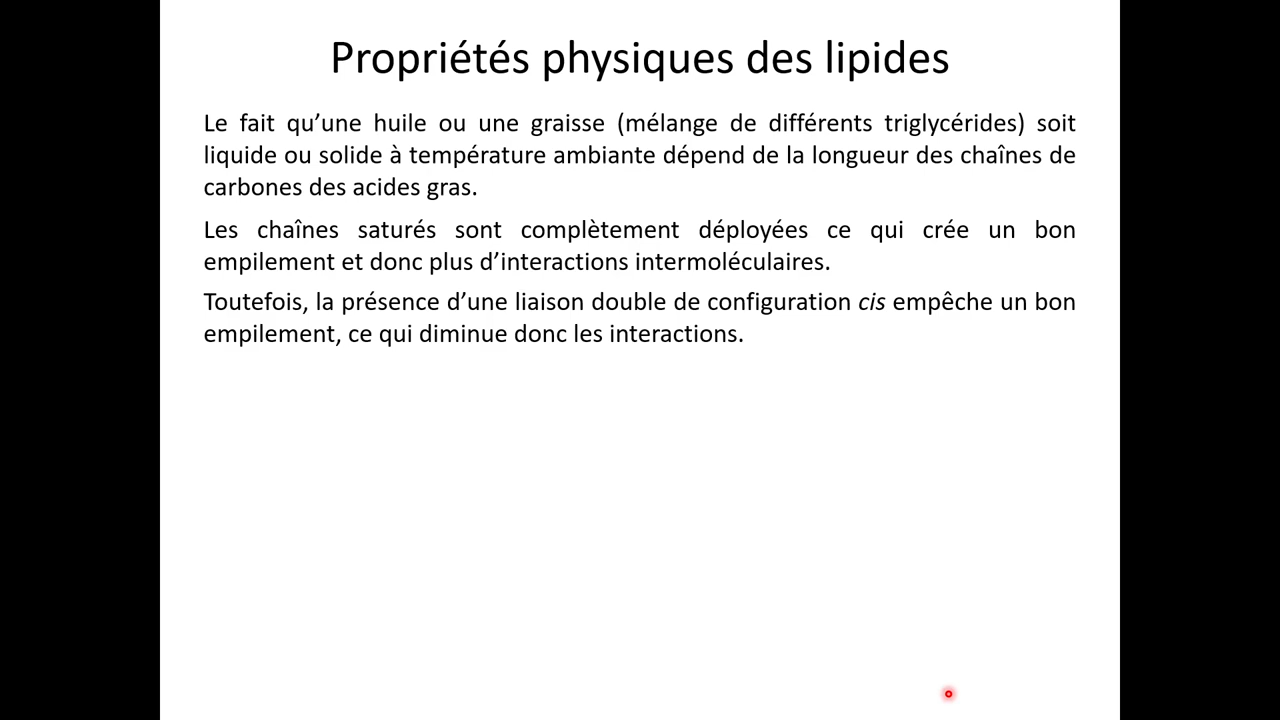 Propriétés physiques des lipides
Le fait qu’une huile ou une graisse (mélange de différents triglycérides) soit
liquide ou solide à température ambiante dépend de la longueur des chaînes de
carbones des acides gras.
Les chaînes saturés sont complètement déployées ce qui crée un bon
empilement et donc plus d’interactions intermoléculaires.
Toutefois, la présence d’une liaison double de configuration cis empêche un bon
empilement, ce qui diminue donc les interactions.